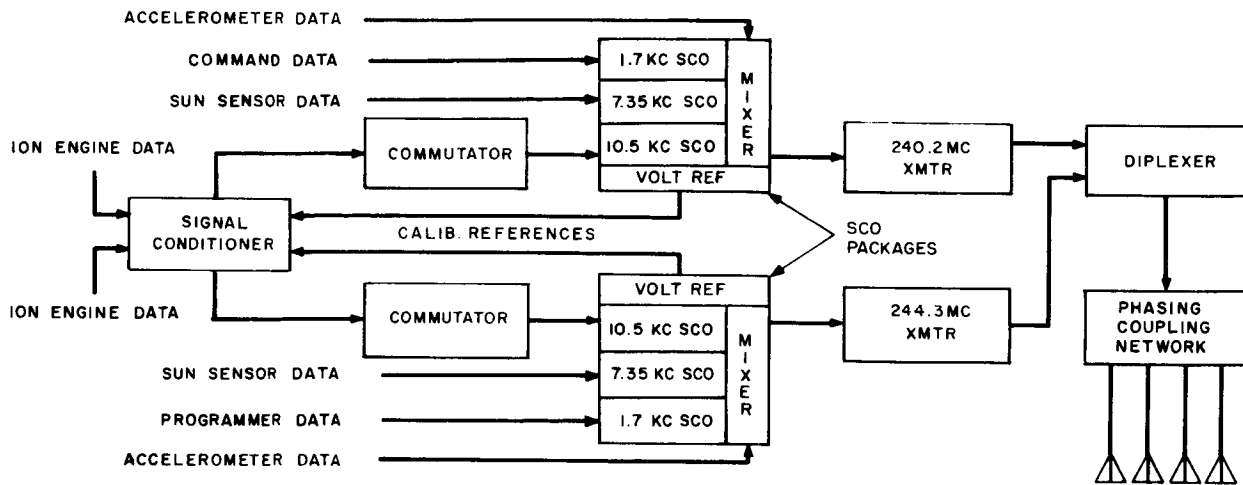 ACCELEROMETER DATA
COMMAND DATA
SUN SENSOR DATA
ION ENGINE DATA
SIGNAL
CONDITIONER
ION ENGINE DATA
COMMUTATOR
1.7 KC SCO
7.35 KC SCO
10.5 KC SCO
MIXER
VOLT REF
CALIB. REFERENCES
SCO
PACKAGES
240.2 MC
XMTR
DIPLEXER
COMMUTATOR
VOLT REF
10.5 KC SCO
7.35 KC SCO
1.7 KC SCO
MIXER
244.3 MC
XMTR
PHASING
COUPLING
NETWORK
SUN SENSOR DATA
PROGRAMMER DATA
ACCELEROMETER DATA